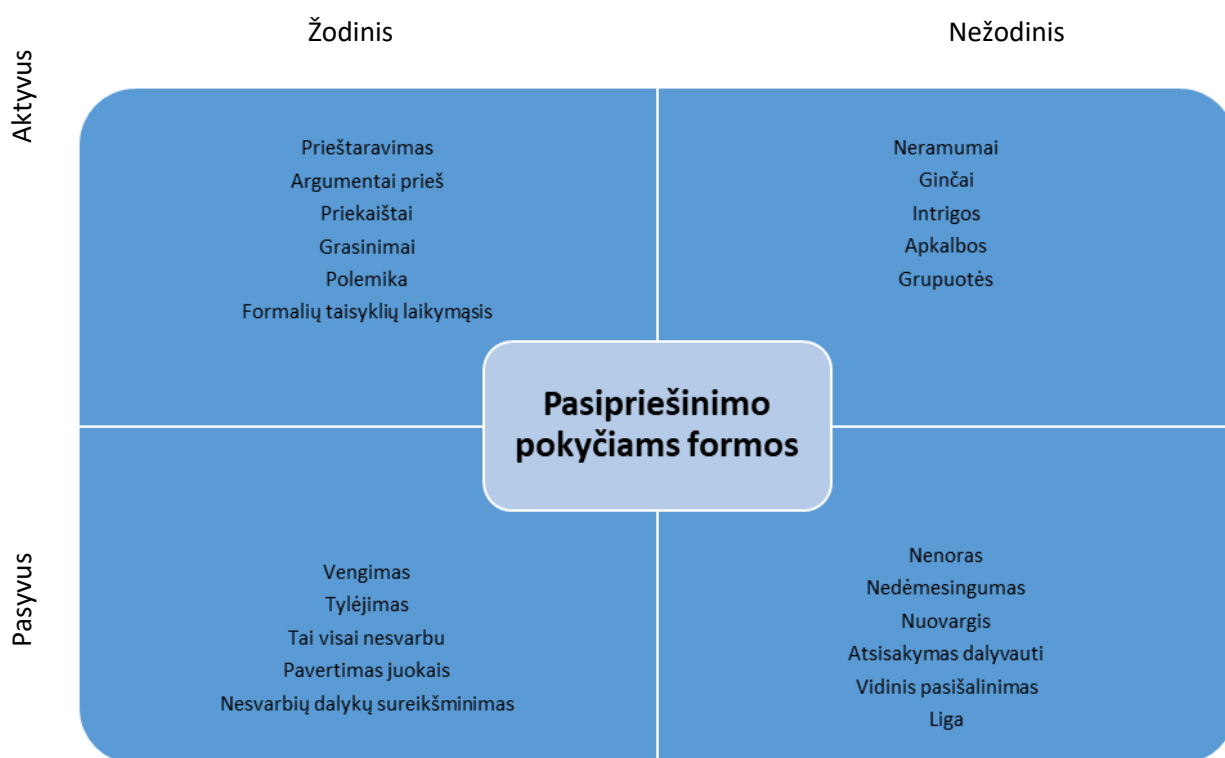 Žodinis
Nežodinis
Aktyvus
Prieštaravimas
Argumentai prieš
Priekaištai
Grasinimai
Polemika
Formalių taisyklių laikymąsis
Neramumai
Ginčai
Intrigos
Apkalbos
Grupuotės
Pasipriešinimo
pokyčiams formos
Pasyvus
Vengimas
Tylėjimas
Tai visai nesvarbu
Pavertimas juokais
Nesvarbių dalykų sureikšminimas
Nenoras
Nedėmesingumas
Nuovargis
Atsisakymas dalyvauti
Vidinis pasišalinimas
Liga